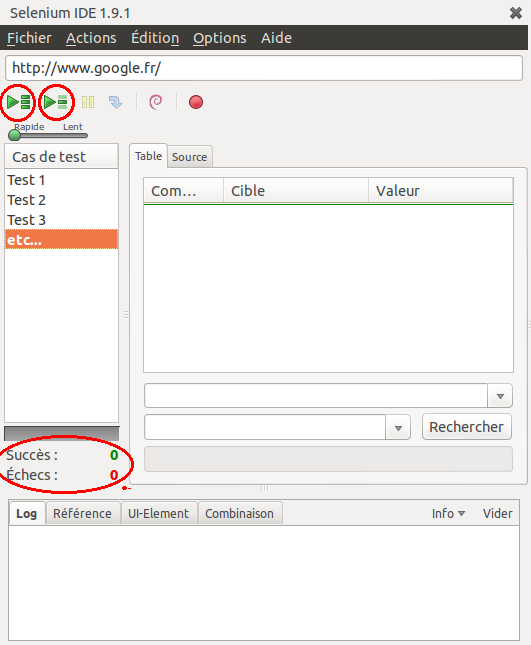 Selenium IDE 1.9.1
Fichier Actions Édition Options Aide
http://www.google.fr/
Rapide Lent
Cas de test
Test 1
Test 2
Test 3
etc...
Table Source
Com... Cible Valeur
Rechercher
Succès : 0
Échecs : 0
Log Référence UI-Element Combinaison Info Vider